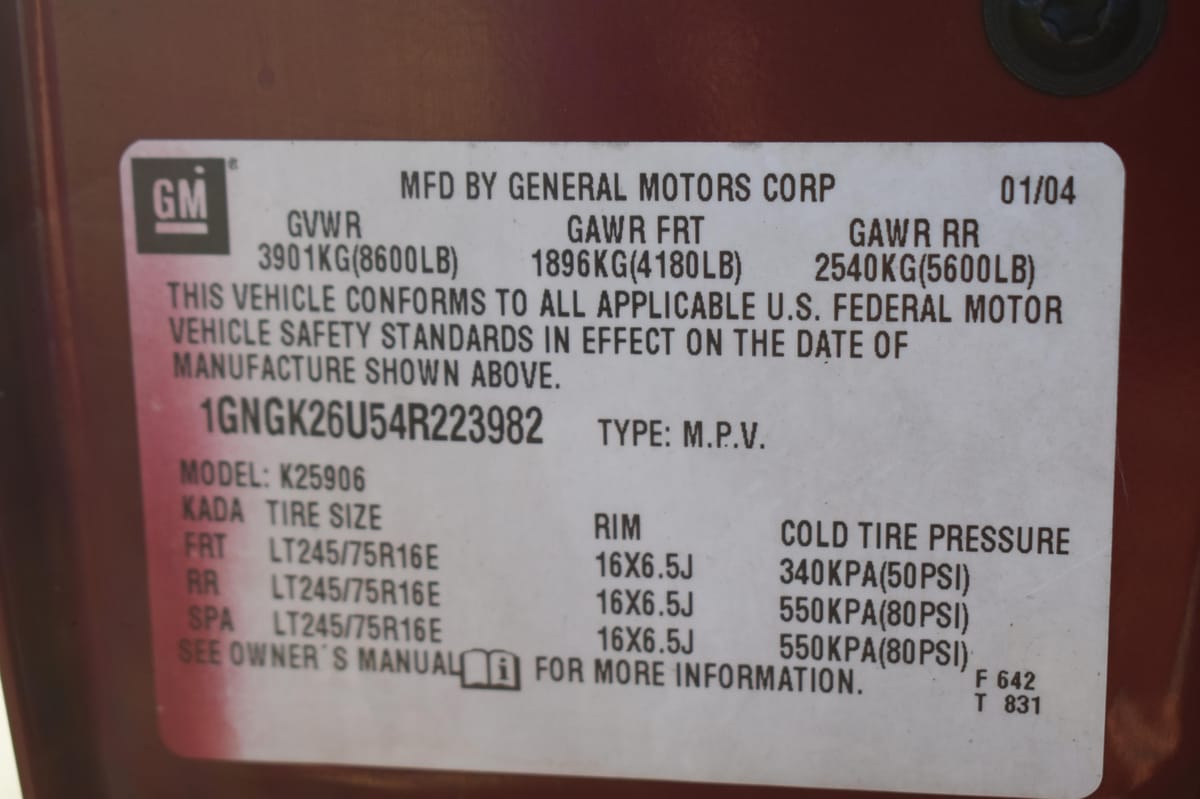 GM®
MFD BY GENERAL MOTORS CORP 01/04
GVWR GAWR FRT GAWR RR
3901KG(8600LB) 1896KG(4180LB) 2540KG(5600LB)
THIS VEHICLE CONFORMS TO ALL APPLICABLE U.S. FEDERAL MOTOR
VEHICLE SAFETY STANDARDS IN EFFECT ON THE DATE OF
MANUFACTURE SHOWN ABOVE.
1GNGK26U54R223982 TYPE: M.P.V.
MODEL: K25906
KADA TIRE SIZE RIM COLD TIRE PRESSURE
FRT LT245/75R16E 16X6.5J 340KPA(50PSI)
RR LT245/75R16E 16X6.5J 550KPA(80PSI)
SPA LT245/75R16E 16X6.5J 550KPA(80PSI)
SEE OWNER'S MANUAL i FOR MORE INFORMATION.
F 642
T 831